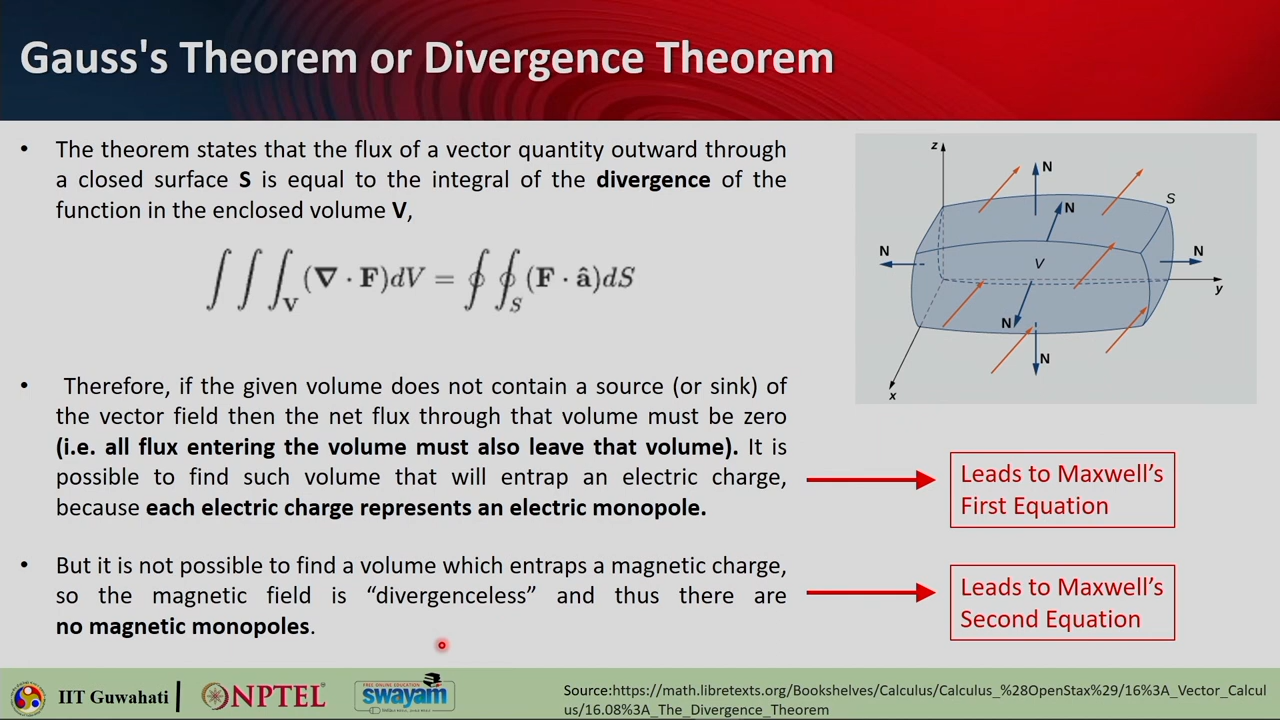 Gauss's Theorem or Divergence Theorem
• The theorem states that the flux of a vector quantity outward through
a closed surface S is equal to the integral of the divergence of the
function in the enclosed volume V,
∫∫∫_V (∇ · F)dV = ∮∮_S (F · â)dS
• Therefore, if the given volume does not contain a source (or sink) of
the vector field then the net flux through that volume must be zero
(i.e. all flux entering the volume must also leave that volume). It is
possible to find such volume that will entrap an electric charge,
because each electric charge represents an electric monopole.
• But it is not possible to find a volume which entraps a magnetic charge,
so the magnetic field is “divergenceless” and thus there are
no magnetic monopoles.
z
N
S
N
N
N
V
y
N
N
x
Leads to Maxwell’s
First Equation
Leads to Maxwell’s
Second Equation
IIT Guwahati
NPTEL
FREE ONLINE EDUCATION
swayam
Source:https://math.libretexts.org/Bookshelves/Calculus/Calculus_%28OpenStax%29/16%3A_Vector_Calcul
us/16.08%3A_The_Divergence_Theorem